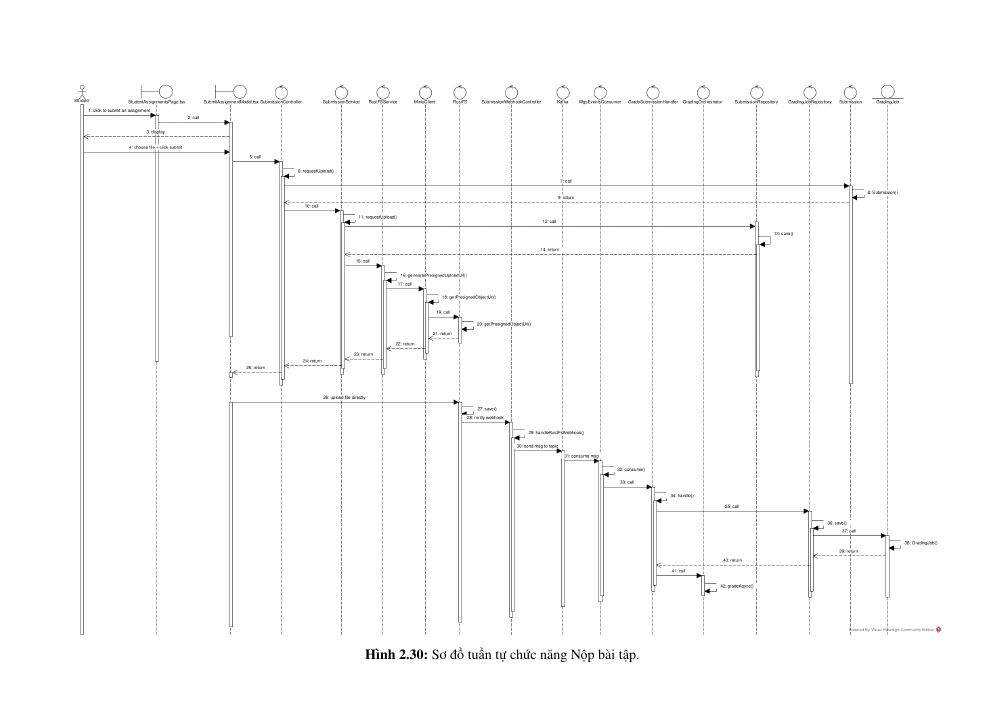 Student
StudentAssignmentsPage.tsx
SubmitAssignmentModal.tsx
SubmissionController
SubmissionService
RustFSService
MinioClient
RustFS
SubmissionWebhookController
Kafka
GradeSubmissionHandler
GradingOrchestrator
SubmissionRepository
GradingJobRepository
Submission
GradingJob
1: click to submit an assignment
2: call
3: display
4: choose file + click submit
5: call
6: requestUpload()
7: call
8: Submission()
9: return
10: call
11: requestUpload()
12: call
13: save()
14: return
15: call
16: generatePresignedUploadUrl()
17: call
18: getPresignedObjectUrl()
19: call
20: getPresignedObjectUrl()
21: return
22: return
23: return
24: return
25: return
26: upload file directly
27: save()
28: notify webhook
29: handleRustFsWebhook()
30: send msg to topic
31: consume msg
32: consume()
33: call
34: handle()
35: call
36: save()
37: call
38: GradingJob()
39: return
40: return
41: call
42: gradeAsync()
Powered By Visual Paradigm Community Edition
Hình 2.30: Sơ đồ tuần tự chức năng Nộp bài tập.